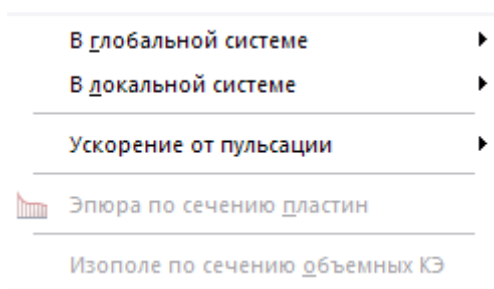 В глобальной системе
В локальной системе
Ускорение от пульсации
Эпюра по сечению пластин
Изополе по сечению объемных КЭ